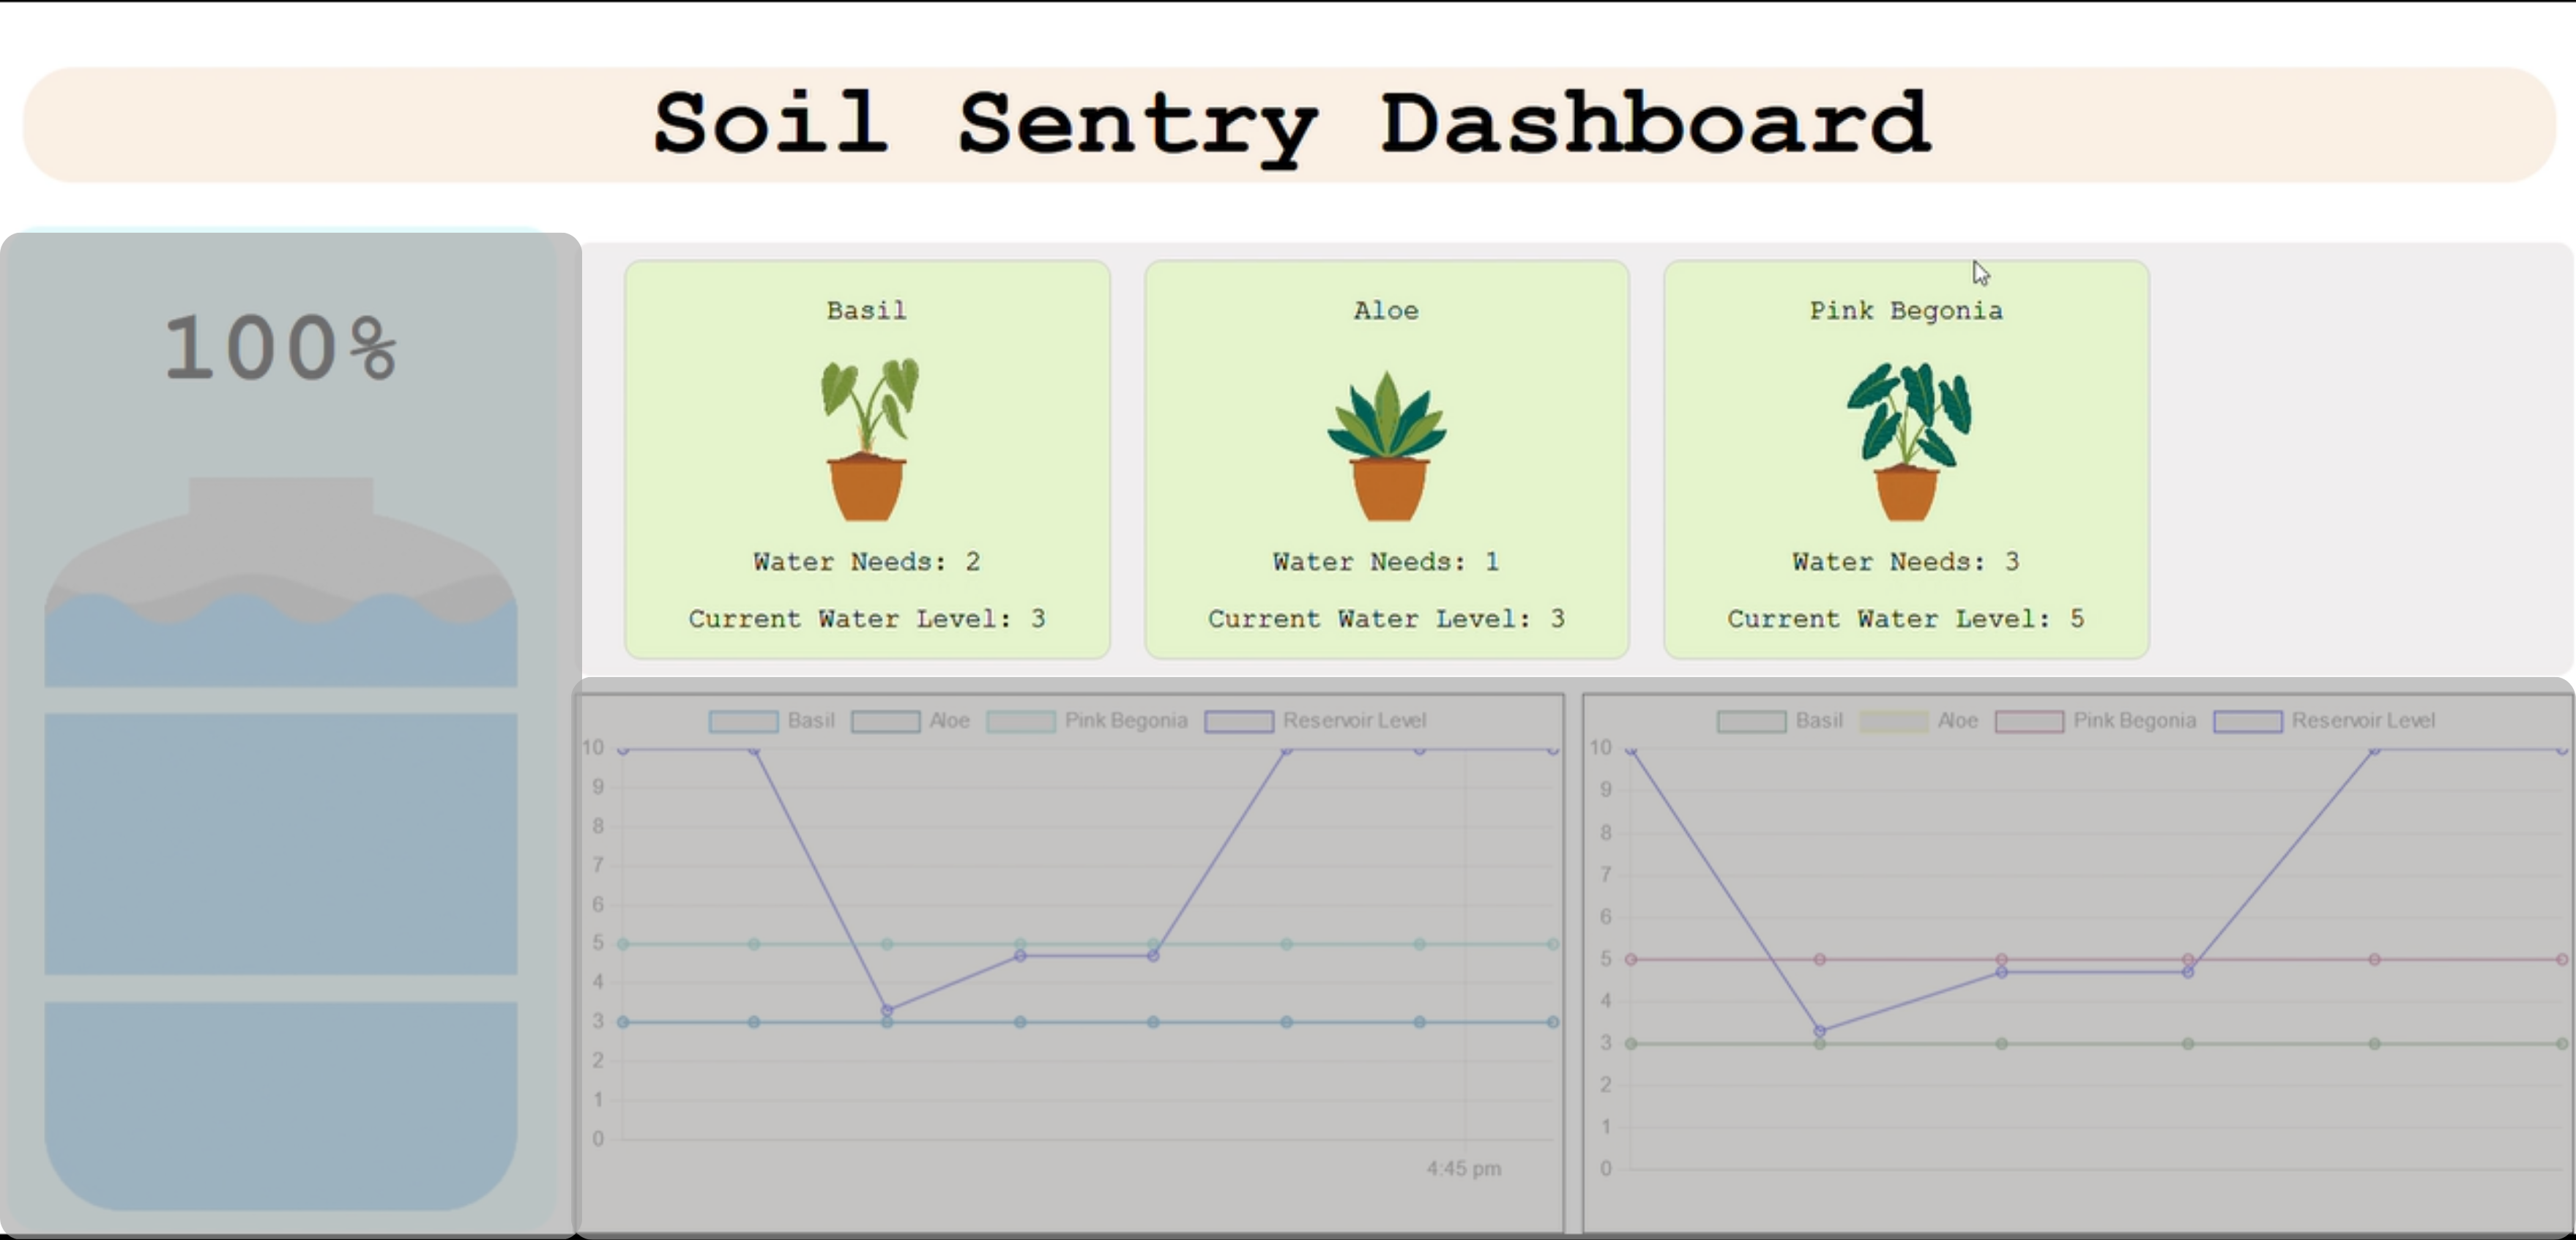 Soil Sentry Dashboard
100%
Basil
Water Needs: 2
Current Water Level: 3
Aloe
Water Needs: 1
Current Water Level: 3
Pink Begonia
Water Needs: 3
Current Water Level: 5
Basil Aloe Pink Begonia Reservoir Level
10
9
8
7
6
5
4
3
2
1
0
4:45 pm
Basil Aloe Pink Begonia Reservoir Level
10
9
8
7
6
5
4
3
2
1
0